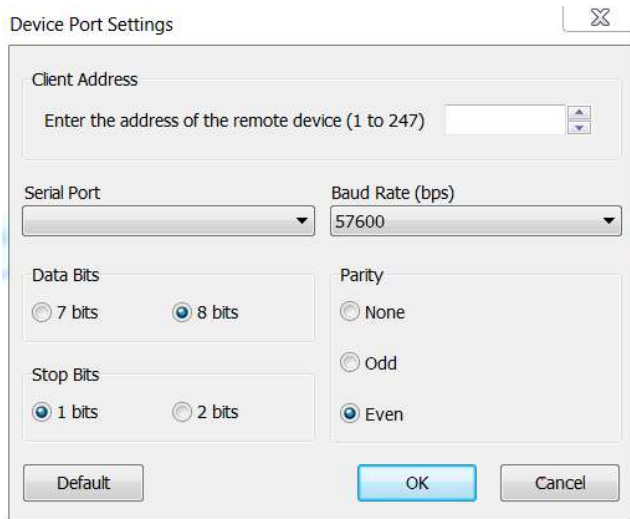 Device Port Settings
Client Address
Enter the address of the remote device (1 to 247)
Serial Port
Baud Rate (bps)
57600
Data Bits
7 bits
8 bits
Parity
None
Odd
Even
Stop Bits
1 bits
2 bits
Default
OK
Cancel